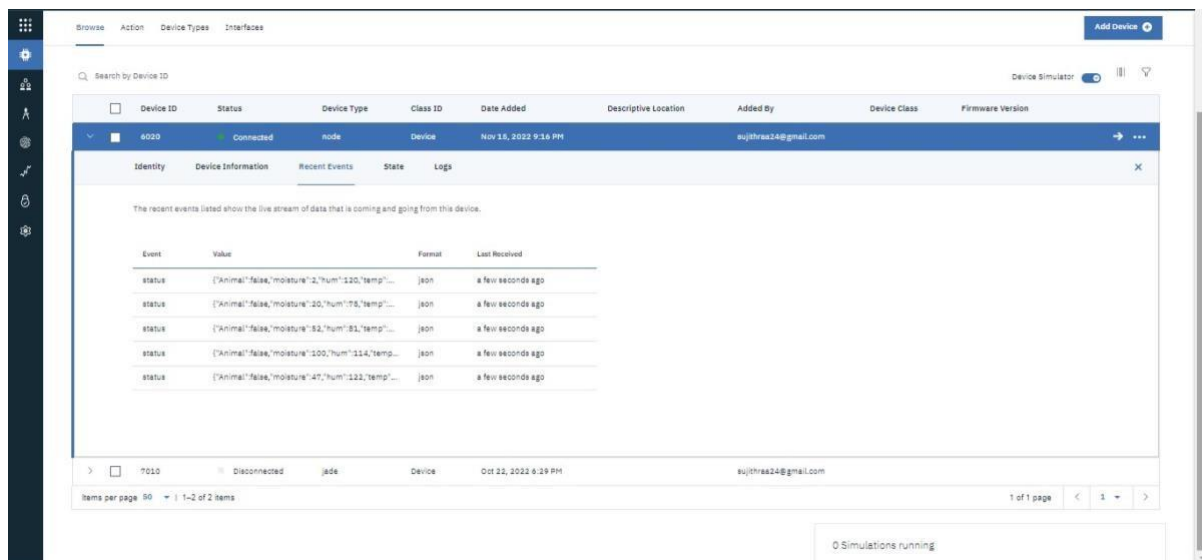 Browse Action Device Types Interfaces Add Device
Search by Device ID Device Simulator
Device ID Status Device Type Class ID Date Added Descriptive Location Added By Device Class Firmware Version
6020 Connected node Device Nov 15, 2022 9:16 PM sujithraa24@gmail.com
Identity Device Information Recent Events State Logs
The recent events listed show the live stream of data that is coming and going from this device.
Event Value Format Last Received
status {"Animal":false,"moisture":2,"hum":120,"temp":... json a few seconds ago
status {"Animal":false,"moisture":20,"hum":75,"temp":... json a few seconds ago
status {"Animal":false,"moisture":52,"hum":81,"temp":... json a few seconds ago
status {"Animal":false,"moisture":100,"hum":114,"temp... json a few seconds ago
status {"Animal":false,"moisture":47,"hum":122,"temp"... json a few seconds ago
7010 Disconnected jade Device Oct 22, 2022 6:29 PM sujithraa24@gmail.com
Items per page 50 | 1–2 of 2 items 1 of 1 page 1
0 Simulations running